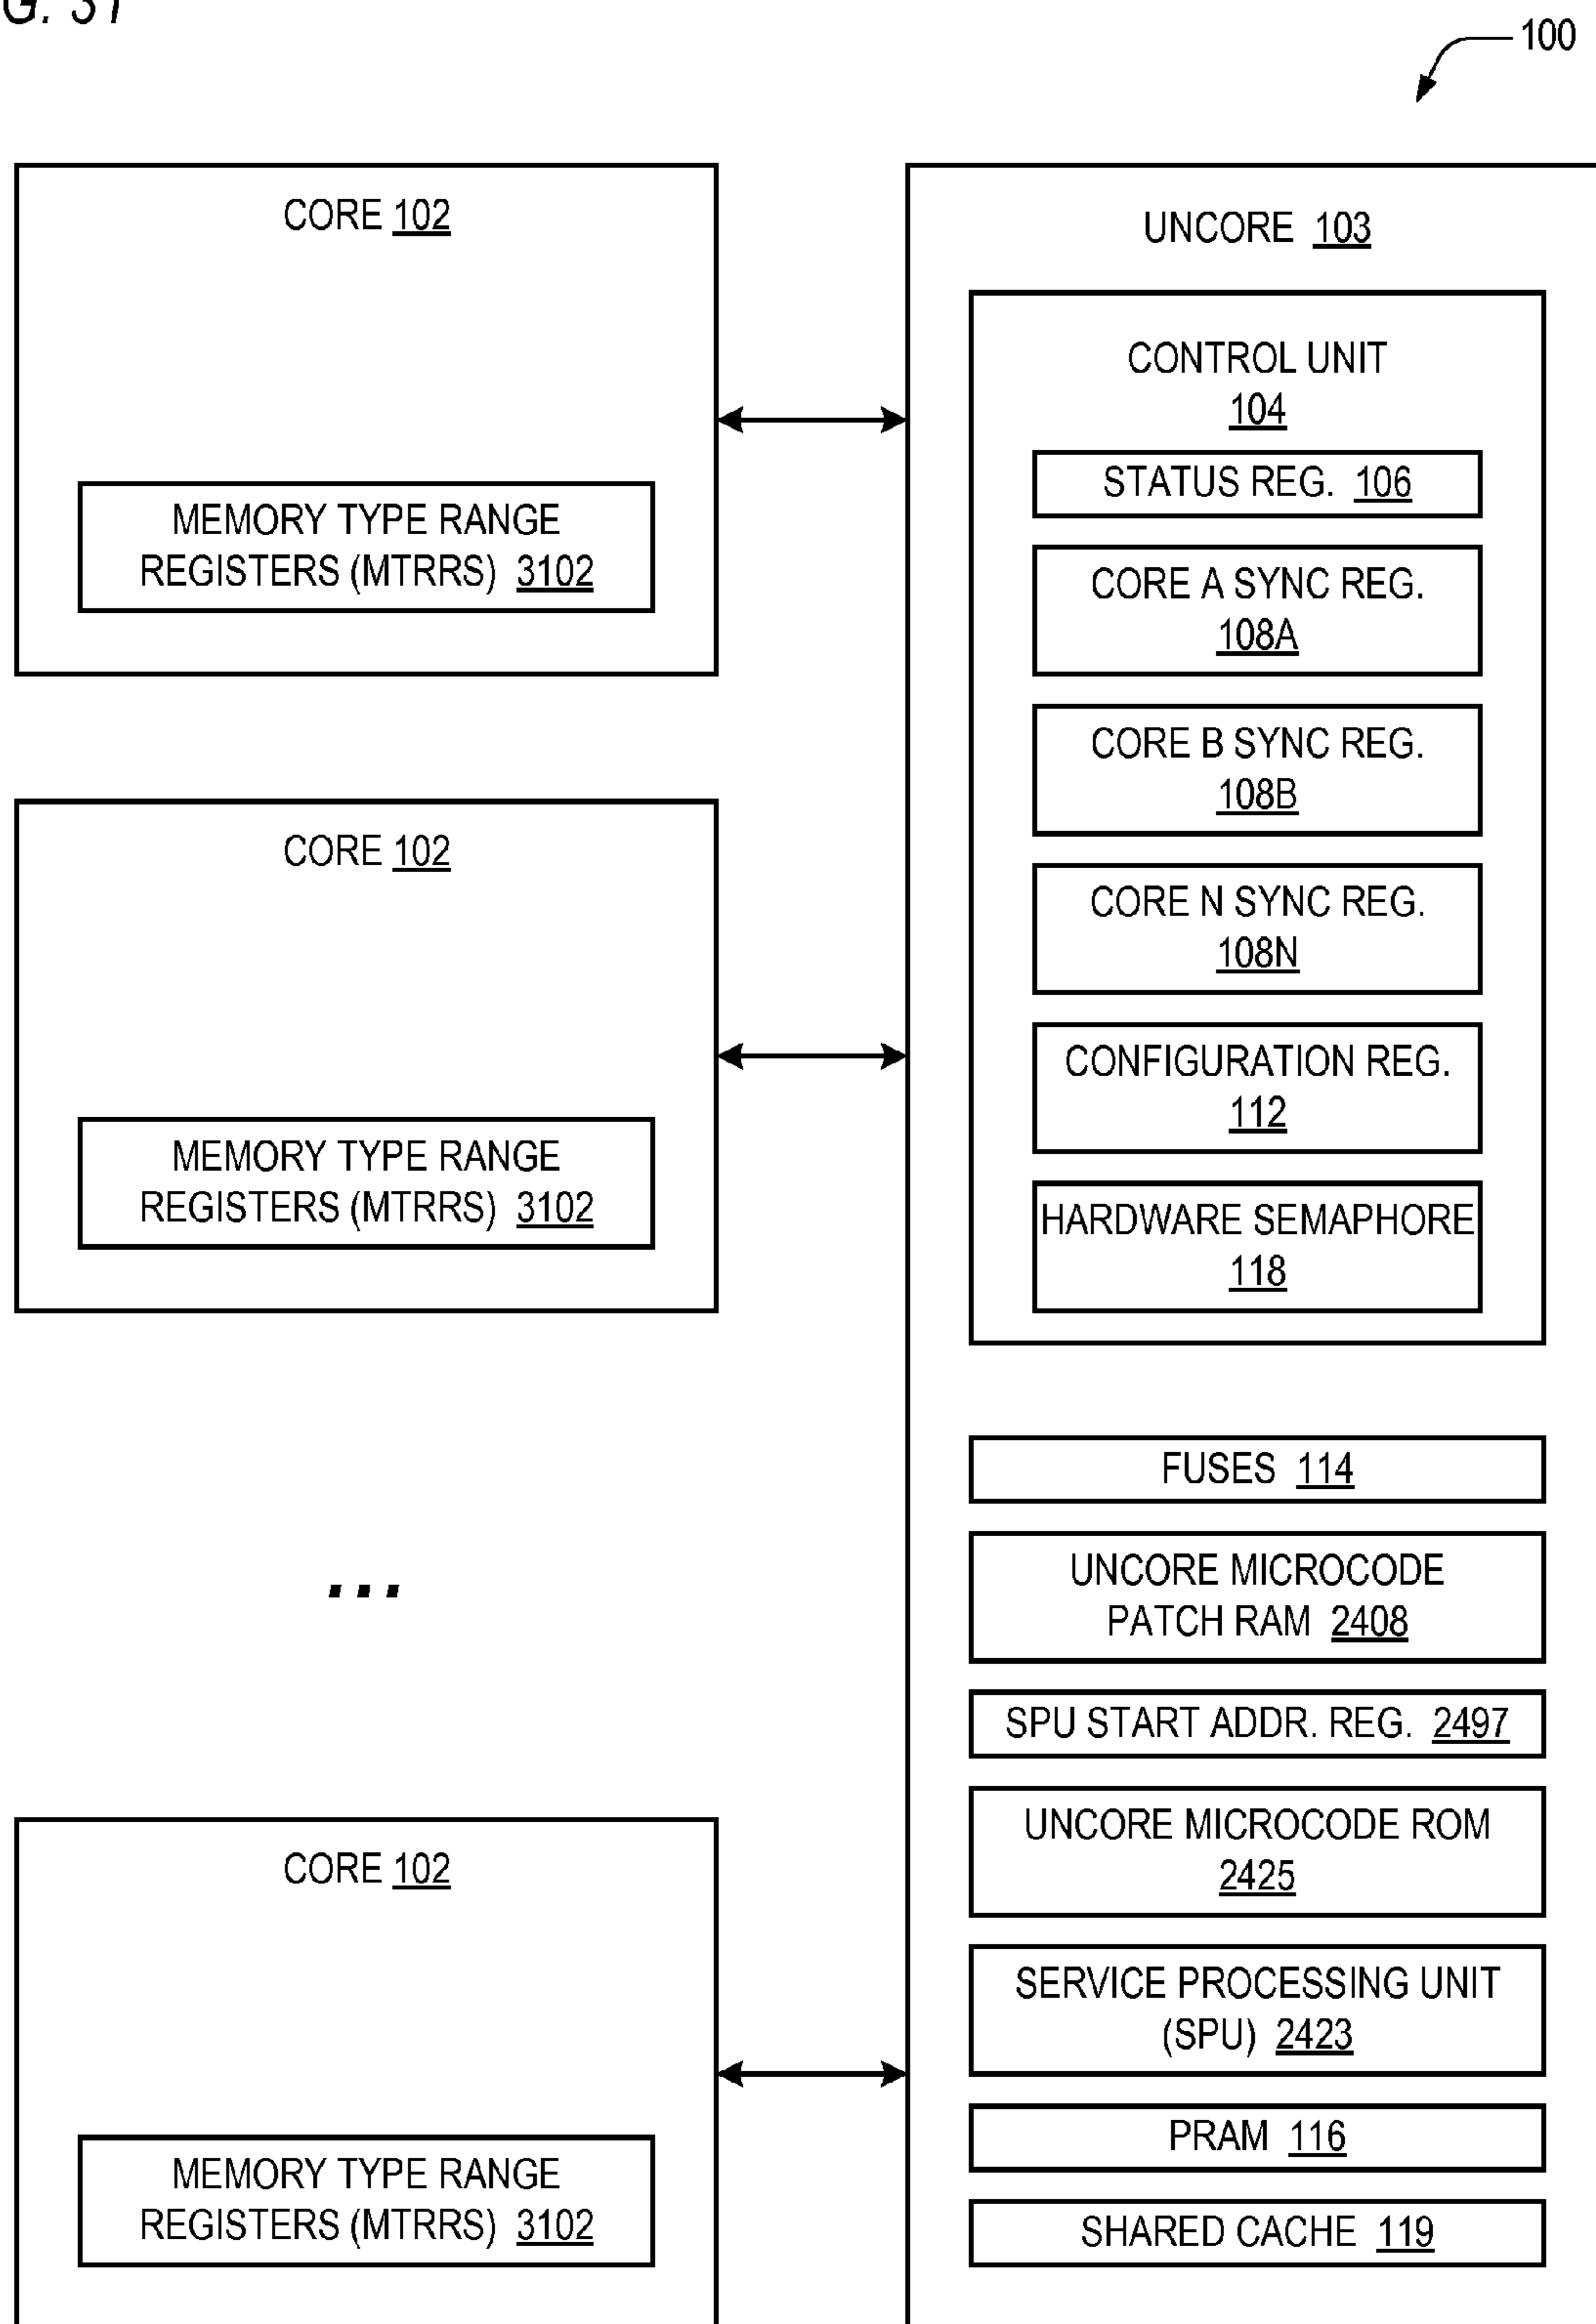 G. 31
100
CORE 102
MEMORY TYPE RANGE
REGISTERS (MTRRS) 3102
CORE 102
MEMORY TYPE RANGE
REGISTERS (MTRRS) 3102
...
CORE 102
MEMORY TYPE RANGE
REGISTERS (MTRRS) 3102
UNCORE 103
CONTROL UNIT
104
STATUS REG. 106
CORE A SYNC REG.
108A
CORE B SYNC REG.
108B
CORE N SYNC REG.
108N
CONFIGURATION REG.
112
HARDWARE SEMAPHORE
118
FUSES 114
UNCORE MICROCODE
PATCH RAM 2408
SPU START ADDR. REG. 2497
UNCORE MICROCODE ROM
2425
SERVICE PROCESSING UNIT
(SPU) 2423
PRAM 116
SHARED CACHE 119